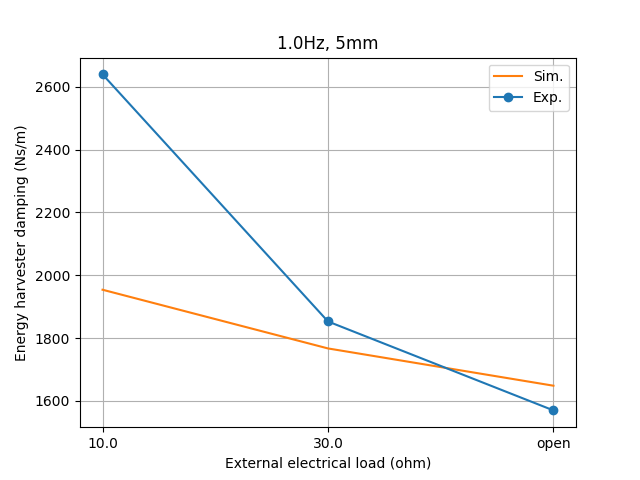 1.0Hz, 5mm
Sim.
Exp.
Energy harvester damping (Ns/m)
2600
2400
2200
2000
1800
1600
10.0
30.0
open
External electrical load (ohm)